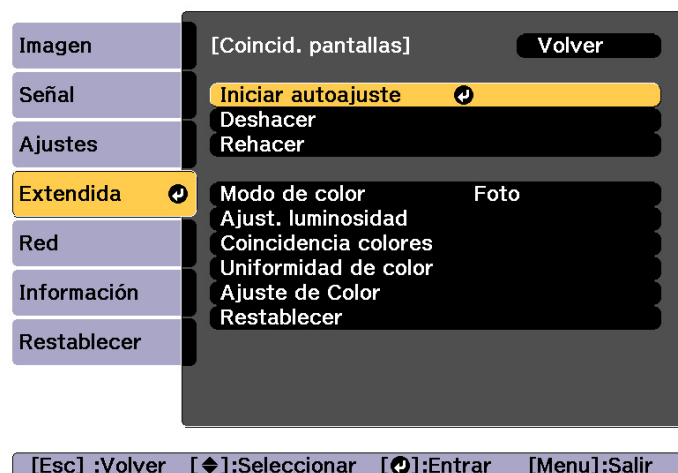 Imagen
Señal
Ajustes
Extendida
Red
Información
Restablecer
[Coincid. pantallas] Volver
Iniciar autoajuste
Deshacer
Rehacer
Modo de color Foto
Ajust. luminosidad
Coincidencia colores
Uniformidad de color
Ajuste de Color
Restablecer
[Esc] :Volver [◆]:Seleccionar [↵]:Entrar [Menu]:Salir